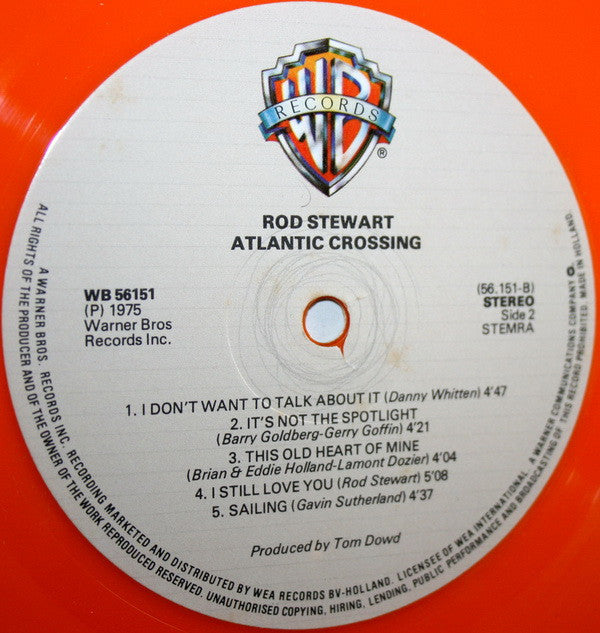 WB
RECORDS
®
ROD STEWART
ATLANTIC CROSSING
WB 56151
(P) 1975
Warner Bros
Records Inc.
(56.151-B)
STEREO
Side 2
STEMRA
1. I DON'T WANT TO TALK ABOUT IT (Danny Whitten) 4'47
2. IT'S NOT THE SPOTLIGHT
(Barry Goldberg-Gerry Goffin) 4'21
3. THIS OLD HEART OF MINE
(Brian & Eddie Holland-Lamont Dozier) 4'04
4. I STILL LOVE YOU (Rod Stewart) 5'08
5. SAILING (Gavin Sutherland) 4'37
Produced by Tom Dowd
A WARNER BROS. RECORDS INC. RECORDING MARKETED AND DISTRIBUTED BY WEA RECORDS BV-HOLLAND. LICENSEE OF WEA INTERNATIONAL. A WARNER COMMUNICATIONS COMPANY. MADE IN HOLLAND.
ALL RIGHTS OF THE PRODUCER AND OF THE OWNER OF THE WORK REPRODUCED RESERVED. UNAUTHORISED COPYING, HIRING, LENDING, PUBLIC PERFORMANCE AND BROADCASTING OF THIS RECORD PROHIBITED.